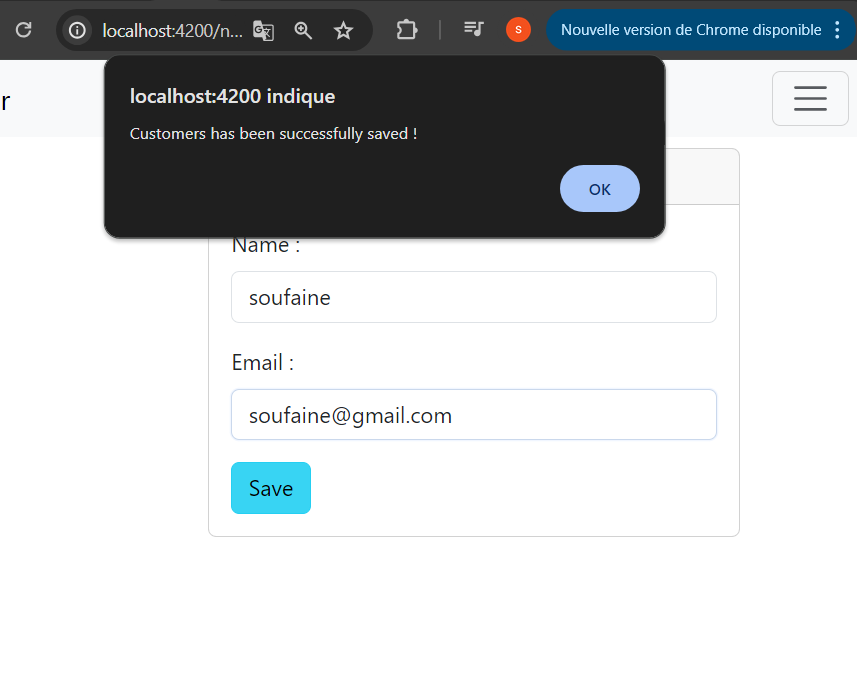 localhost:4200/n...
S
Nouvelle version de Chrome disponible
r
localhost:4200 indique
Customers has been successfully saved !
OK
Name :
soufaine
Email :
soufaine@gmail.com
Save